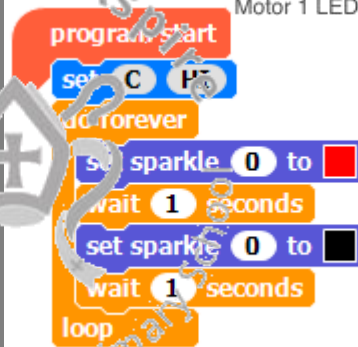 Motor 1 LED
program start
set C HI
do forever
set sparkle 0 to
wait 1 seconds
set sparkle 0 to
wait 1 seconds
loop